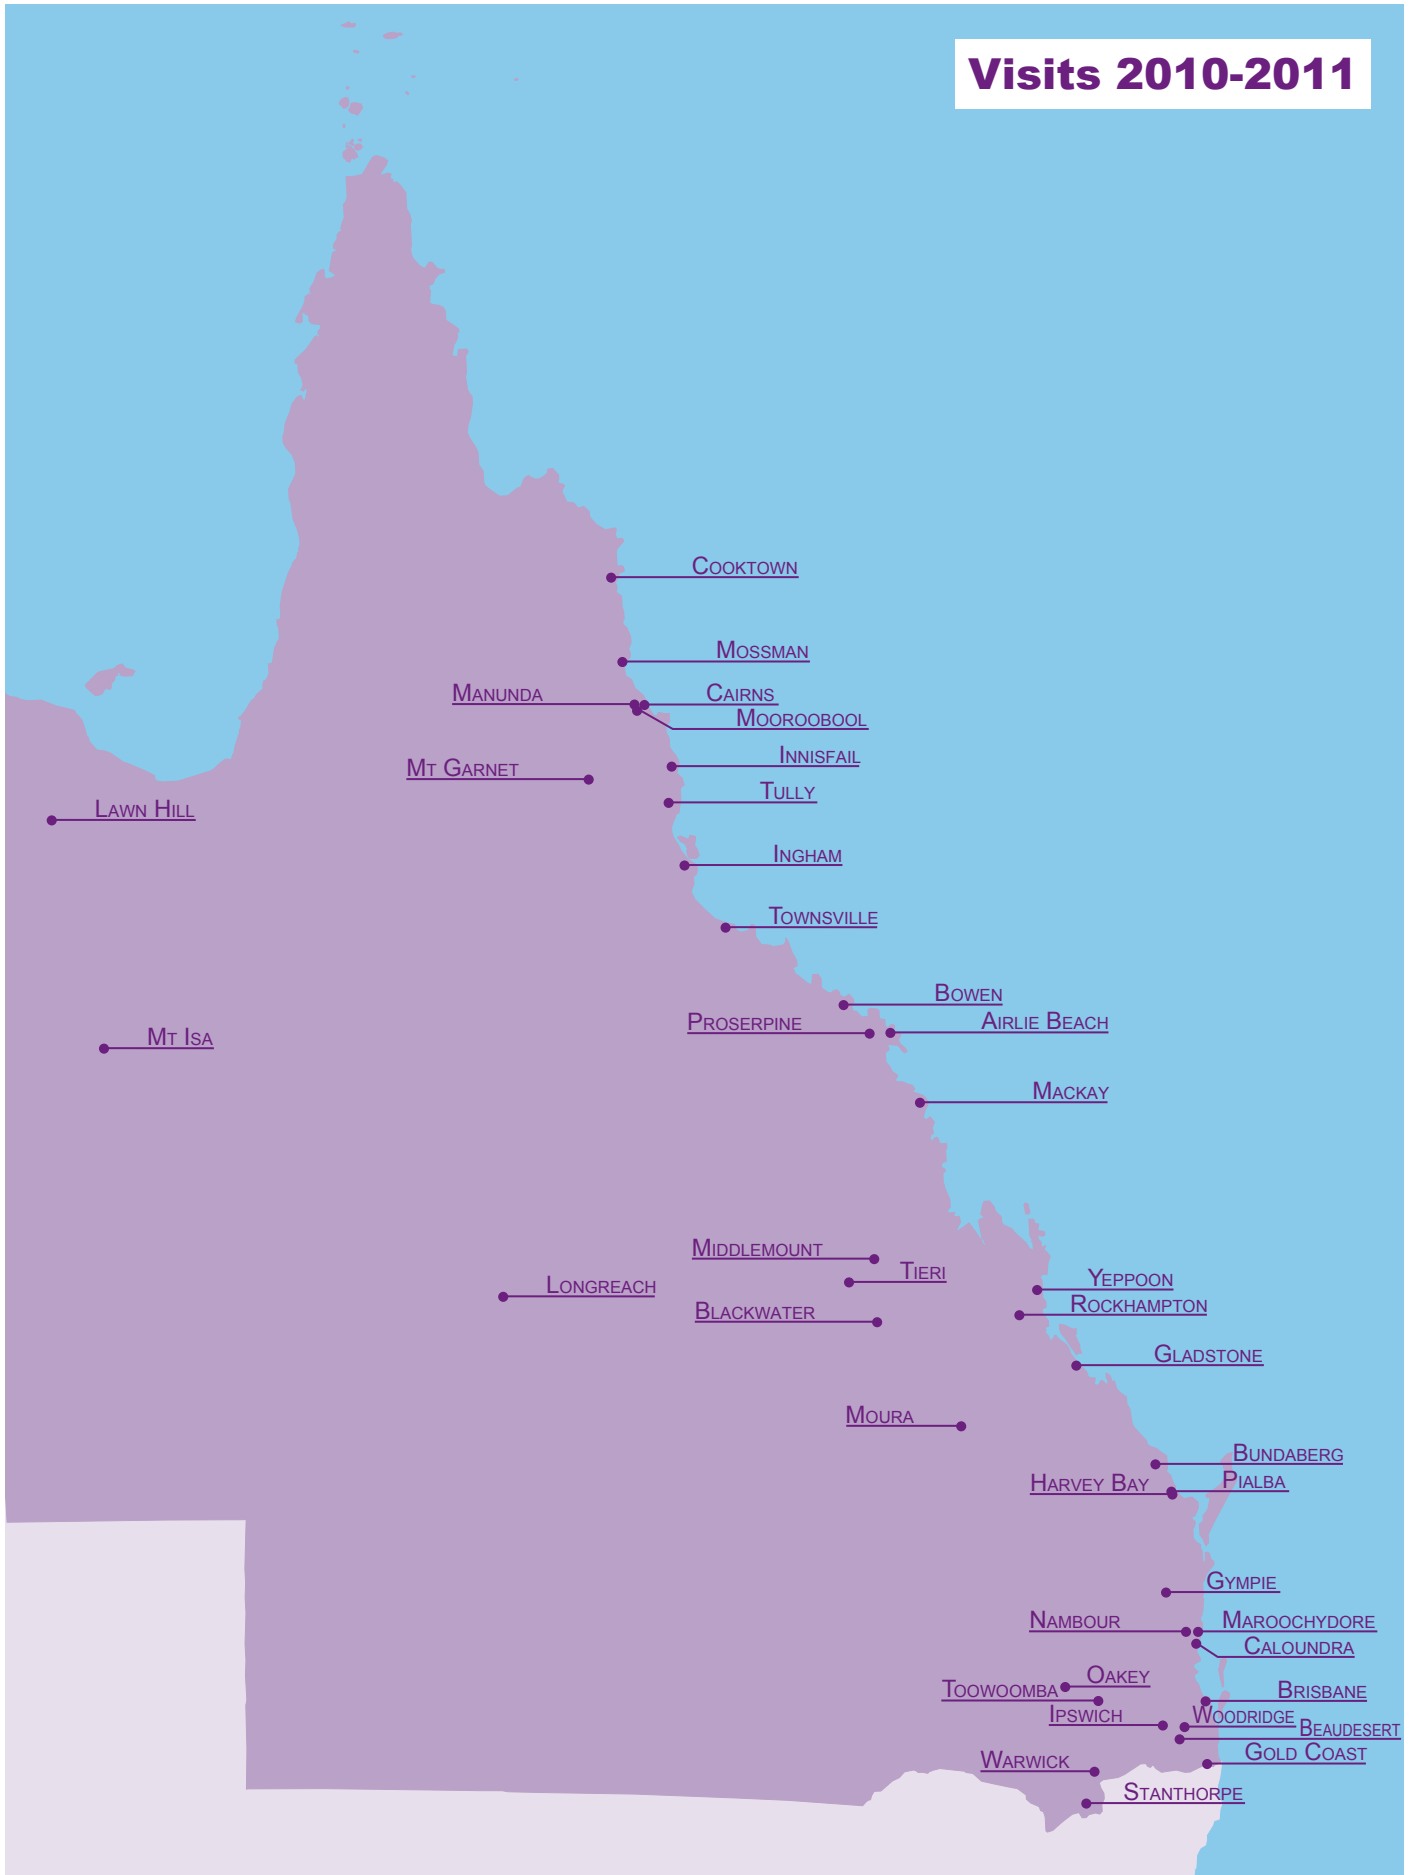 Visits 2010-2011
Cooktown
Mossman
Manunda
Cairns
Mooroobool
Innisfail
Mt Garnet
Tully
Lawn Hill
Ingham
Townsville
Bowen
Proserpine
Airlie Beach
Mt Isa
Mackay
Middlemount
Tieri
Longreach
Yeppoon
Blackwater
Rockhampton
Gladstone
Moura
Bundaberg
Harvey Bay
Pialba
Gympie
Nambour
Maroochydore
Caloundra
Oakey
Toowoomba
Brisbane
Ipswich
Woodridge
Beaudesert
Warwick
Gold Coast
Stanthorpe